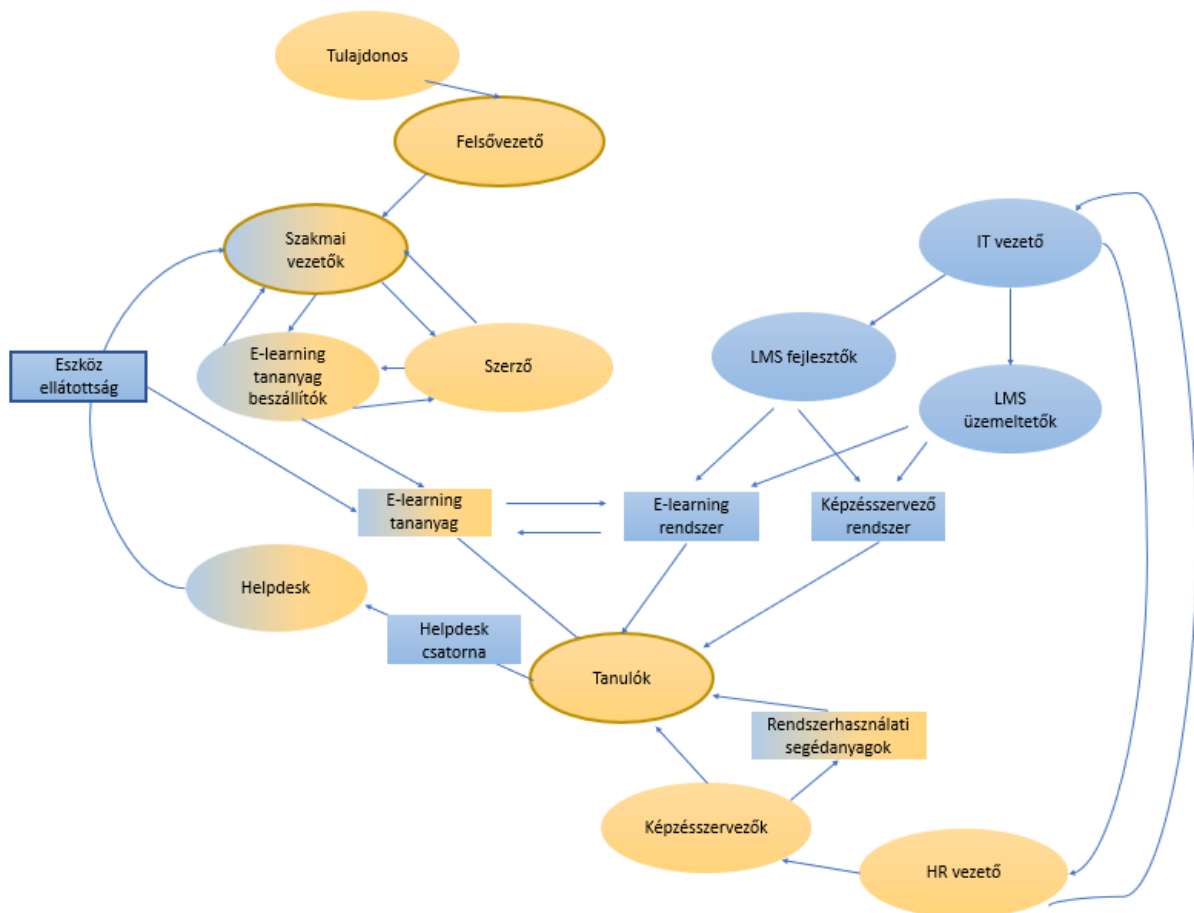 Tulajdonos
Felsővezető
Szakmai
vezetők
IT vezető
Eszköz
ellátottság
E-learning
tananyag
beszállítók
Szerző
LMS fejlesztők
LMS
üzemeltetők
E-learning
tananyag
E-learning
rendszer
Képzésszervező
rendszer
Helpdesk
Helpdesk
csatorna
Tanulók
Rendszerhasználati
segédanyagok
Képzésszervezők
HR vezető